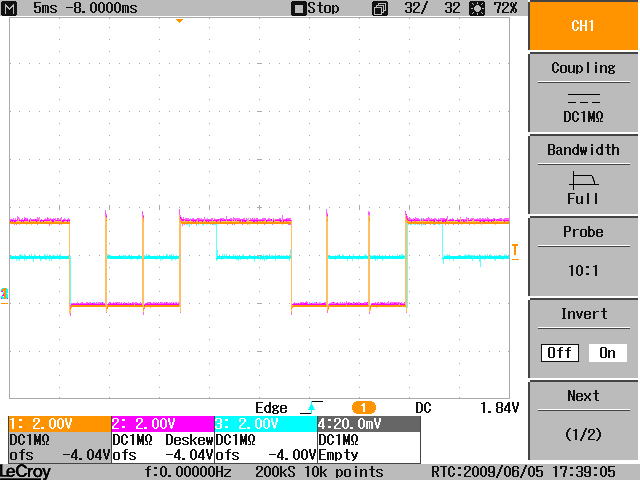 M 5ms -8.0000ms Stop 32/ 32 72%
CH1
Coupling
DC1MΩ
Bandwidth
Full
Probe
T
10:1
Invert
Off On
Edge 1 DC 1.84V
Next
(1/2)
1: 2.00V 2: 2.00V 3: 2.00V 4:20.0mV
DC1MΩ DC1MΩ Deskew DC1MΩ DC1MΩ
ofs -4.04V ofs -4.04V ofs -4.00V Empty
LeCroy f:0.00000Hz 200kS 10k points RTC:2009/06/05 17:39:05